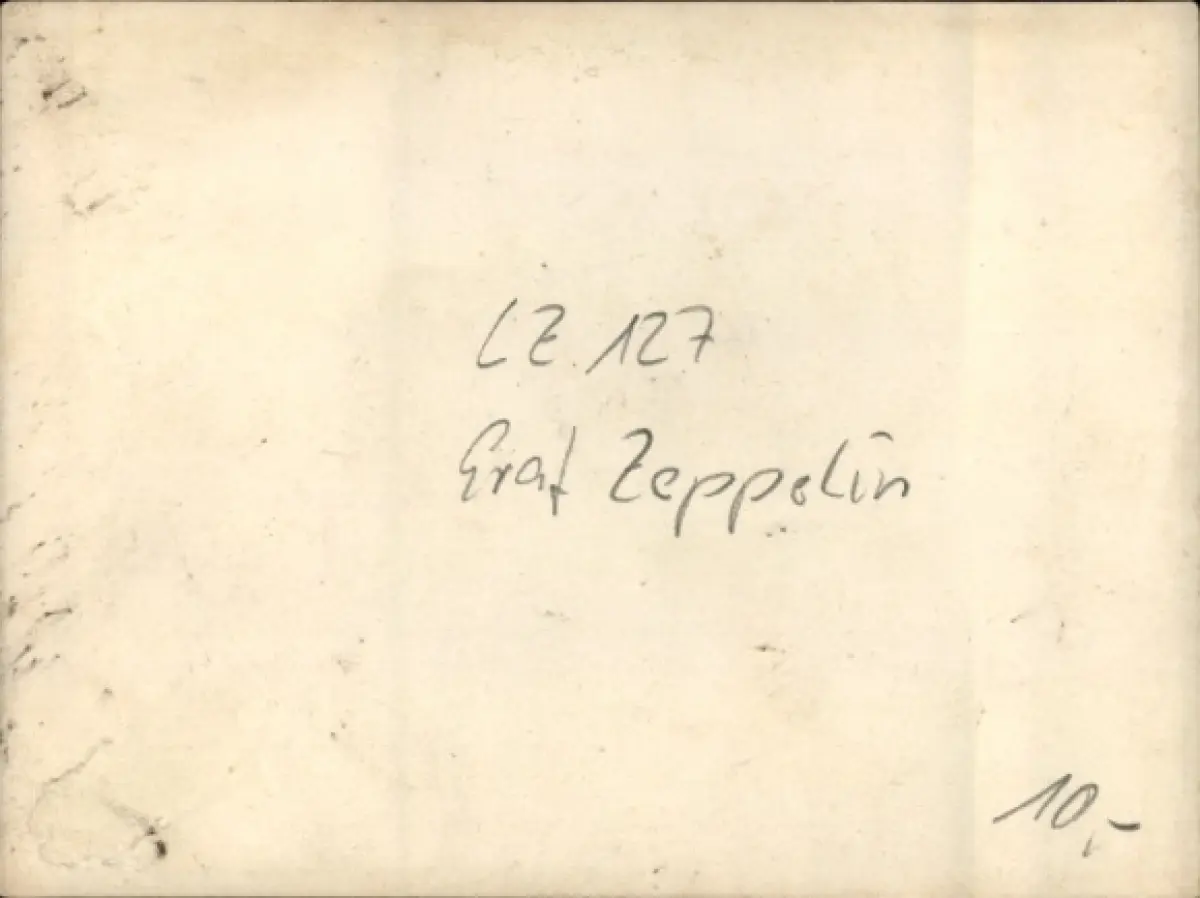 LZ 127
Graf Zeppelin
10,-